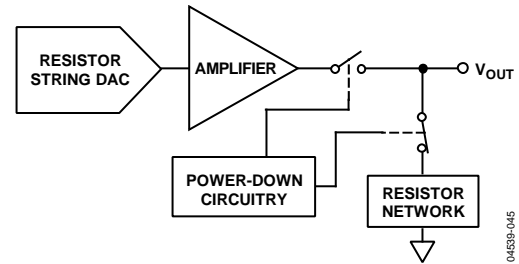 RESISTOR
STRING DAC
AMPLIFIER
VOUT
POWER-DOWN
CIRCUITRY
RESISTOR
NETWORK
04539-045